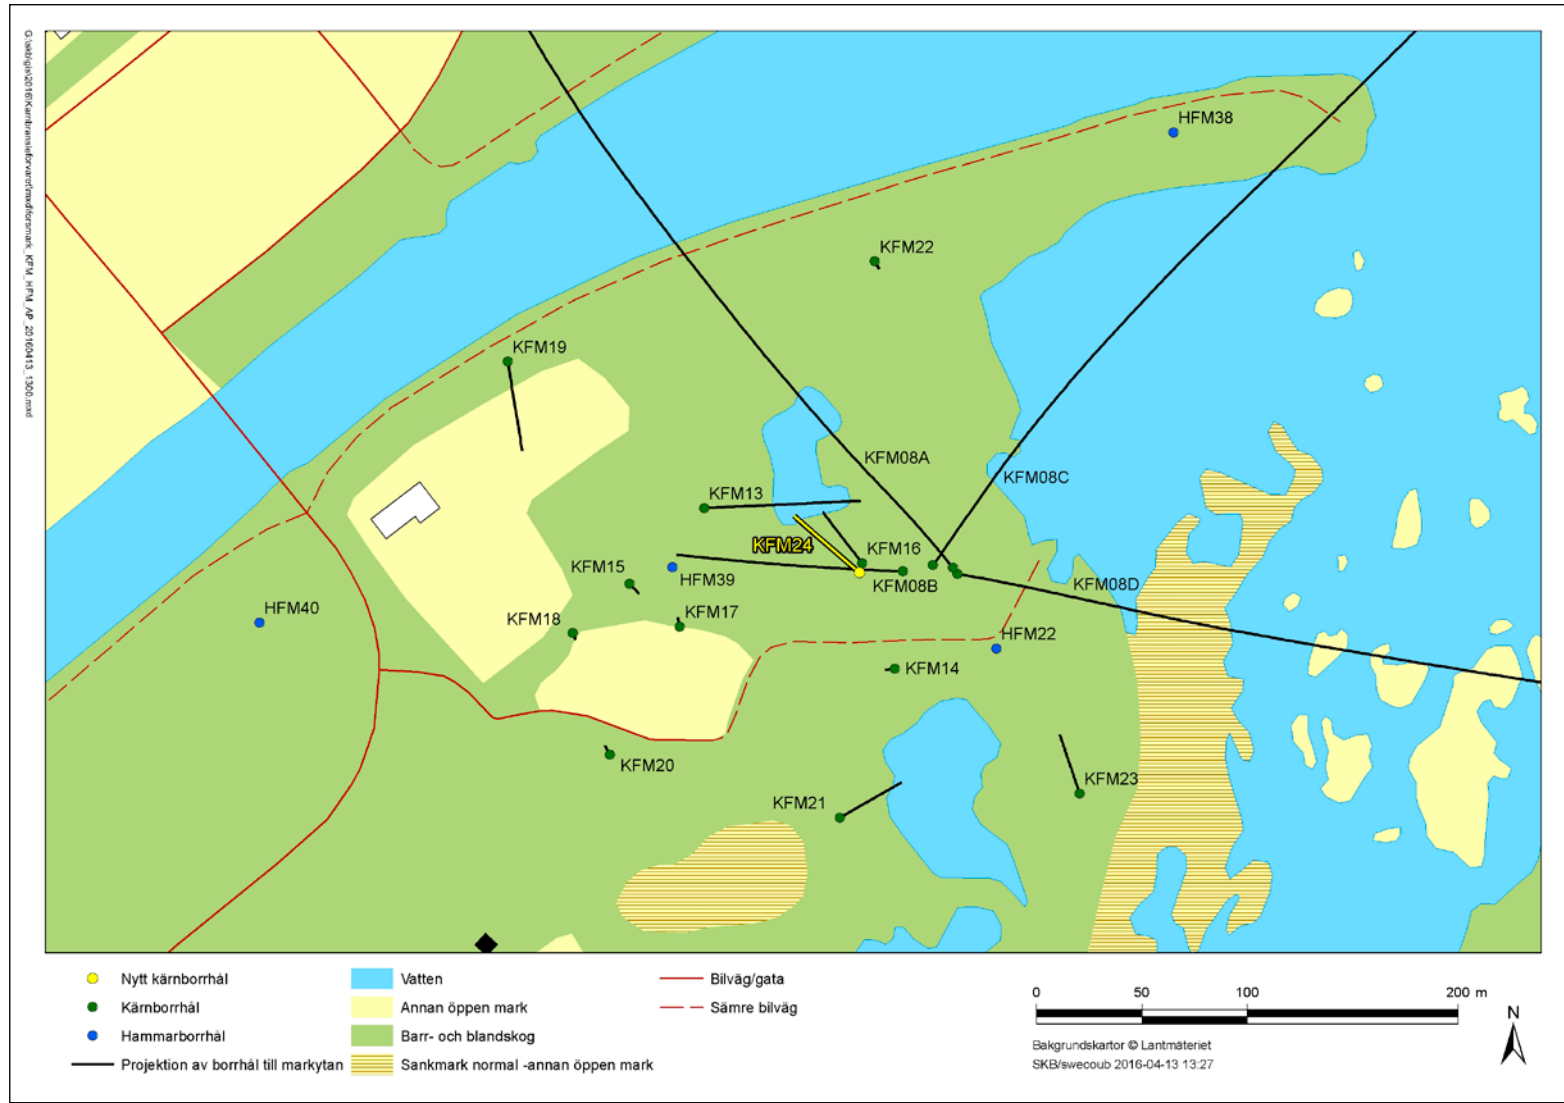 HFM38
KFM22
KFM19
KFM08A
KFM08C
KFM13
KFM24
KFM16
KFM15
HFM39
KFM08B
KFM08D
HFM40
KFM17
KFM18
HFM22
KFM14
KFM20
KFM23
KFM21
Nytt kärnborrhål
Kärnborrhål
Hammarborrhål
Projektion av borrhål till markytan
Vatten
Annan öppen mark
Barr- och blandskog
Sankmark normal -annan öppen mark
Bilväg/gata
Sämre bilväg
0 50 100 200 m
N
Bakgrundskartor © Lantmäteriet
SKB/swecoub 2016-04-13 13:27